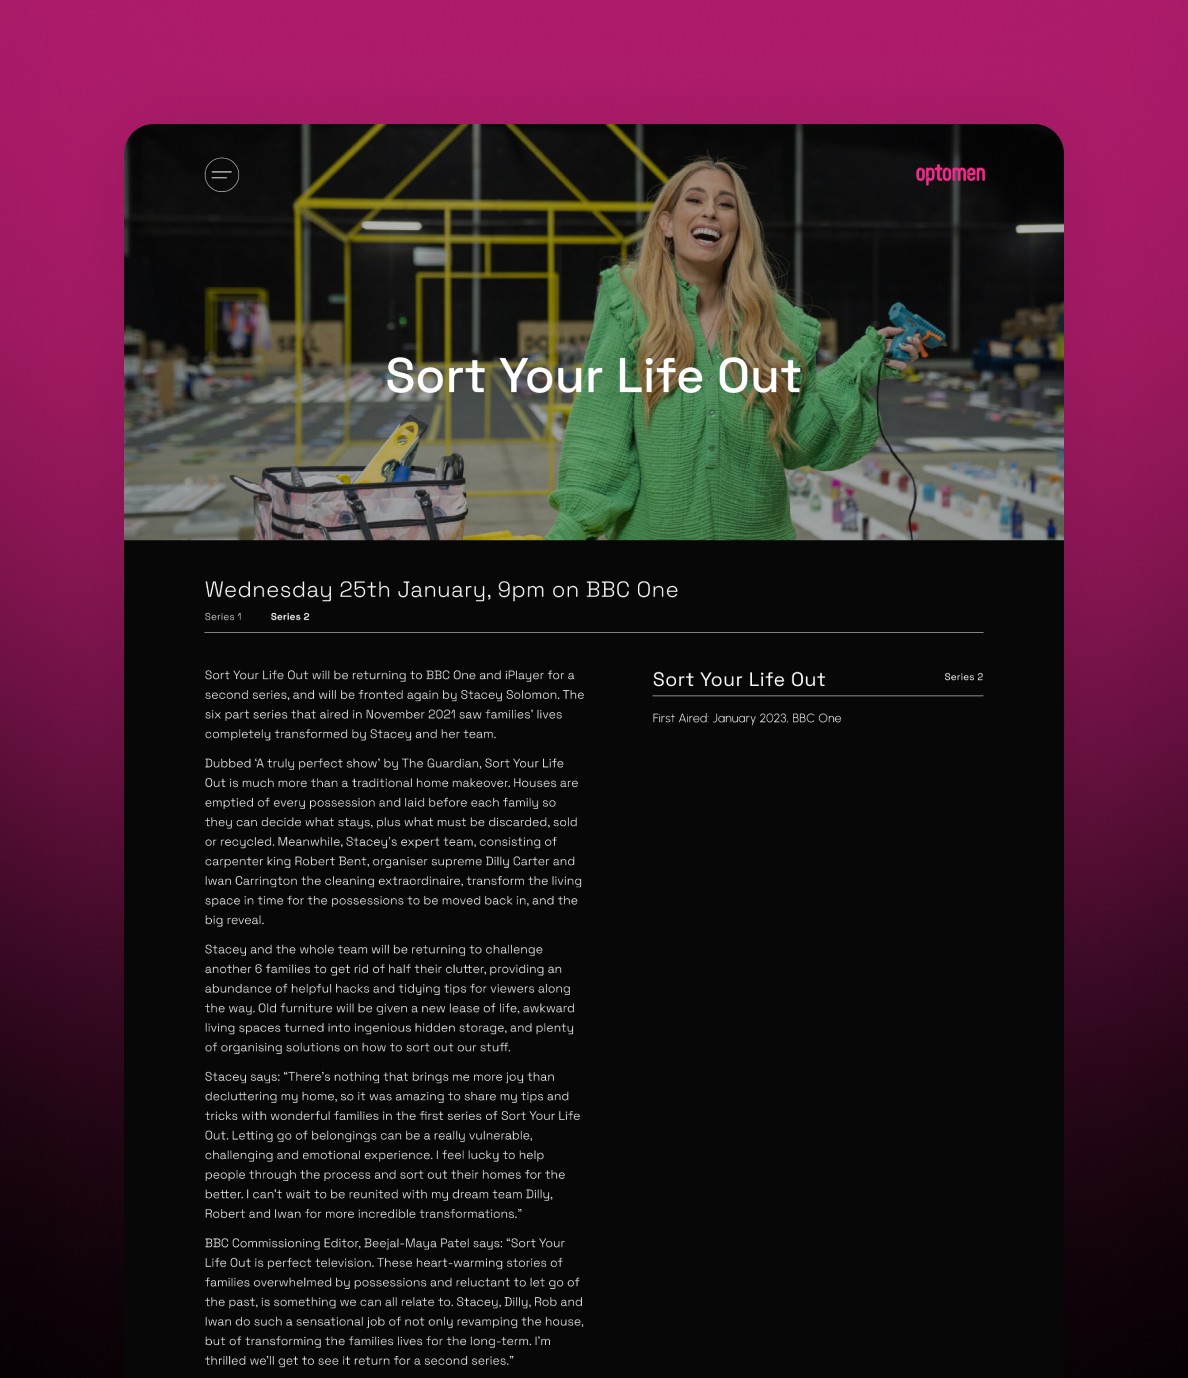 optomen
SELL
Sort Your Life Out
Wednesday 25th January, 9pm on BBC One
Series 1 Series 2
Sort Your Life Out will be returning to BBC One and iPlayer for a
second series, and will be fronted again by Stacey Solomon. The
six part series that aired in November 2021 saw families' lives
completely transformed by Stacey and her team.
Dubbed ‘A truly perfect show’ by The Guardian, Sort Your Life
Out is much more than a traditional home makeover. Houses are
emptied of every possession and laid before each family so
they can decide what stays, plus what must be discarded, sold
or recycled. Meanwhile, Stacey's expert team, consisting of
carpenter king Robert Bent, organiser supreme Dilly Carter and
Iwan Carrington the cleaning extraordinaire, transform the living
space in time for the possessions to be moved back in, and the
big reveal.
Stacey and the whole team will be returning to challenge
another 6 families to get rid of half their clutter, providing an
abundance of helpful hacks and tidying tips for viewers along
the way. Old furniture will be given a new lease of life, awkward
living spaces turned into ingenious hidden storage, and plenty
of organising solutions on how to sort out our stuff.
Stacey says: “There's nothing that brings me more joy than
decluttering my home, so it was amazing to share my tips and
tricks with wonderful families in the first series of Sort Your Life
Out. Letting go of belongings can be a really vulnerable,
challenging and emotional experience. I feel lucky to help
people through the process and sort out their homes for the
better. I can't wait to be reunited with my dream team Dilly,
Robert and Iwan for more incredible transformations.”
BBC Commissioning Editor, Beejal-Maya Patel says: “Sort Your
Life Out is perfect television. These heart-warming stories of
families overwhelmed by possessions and reluctant to let go of
the past, is something we can all relate to. Stacey, Dilly, Rob and
Iwan do such a sensational job of not only revamping the house,
but of transforming the families lives for the long-term. I'm
thrilled we'll get to see it return for a second series.”
Sort Your Life Out Series 2
First Aired: January 2023, BBC One